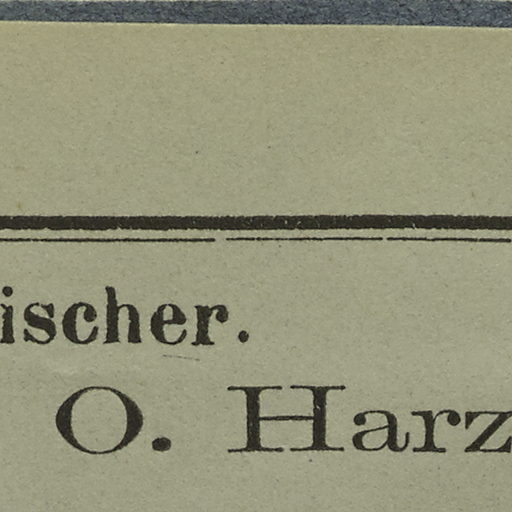 ischer.
O. Harz